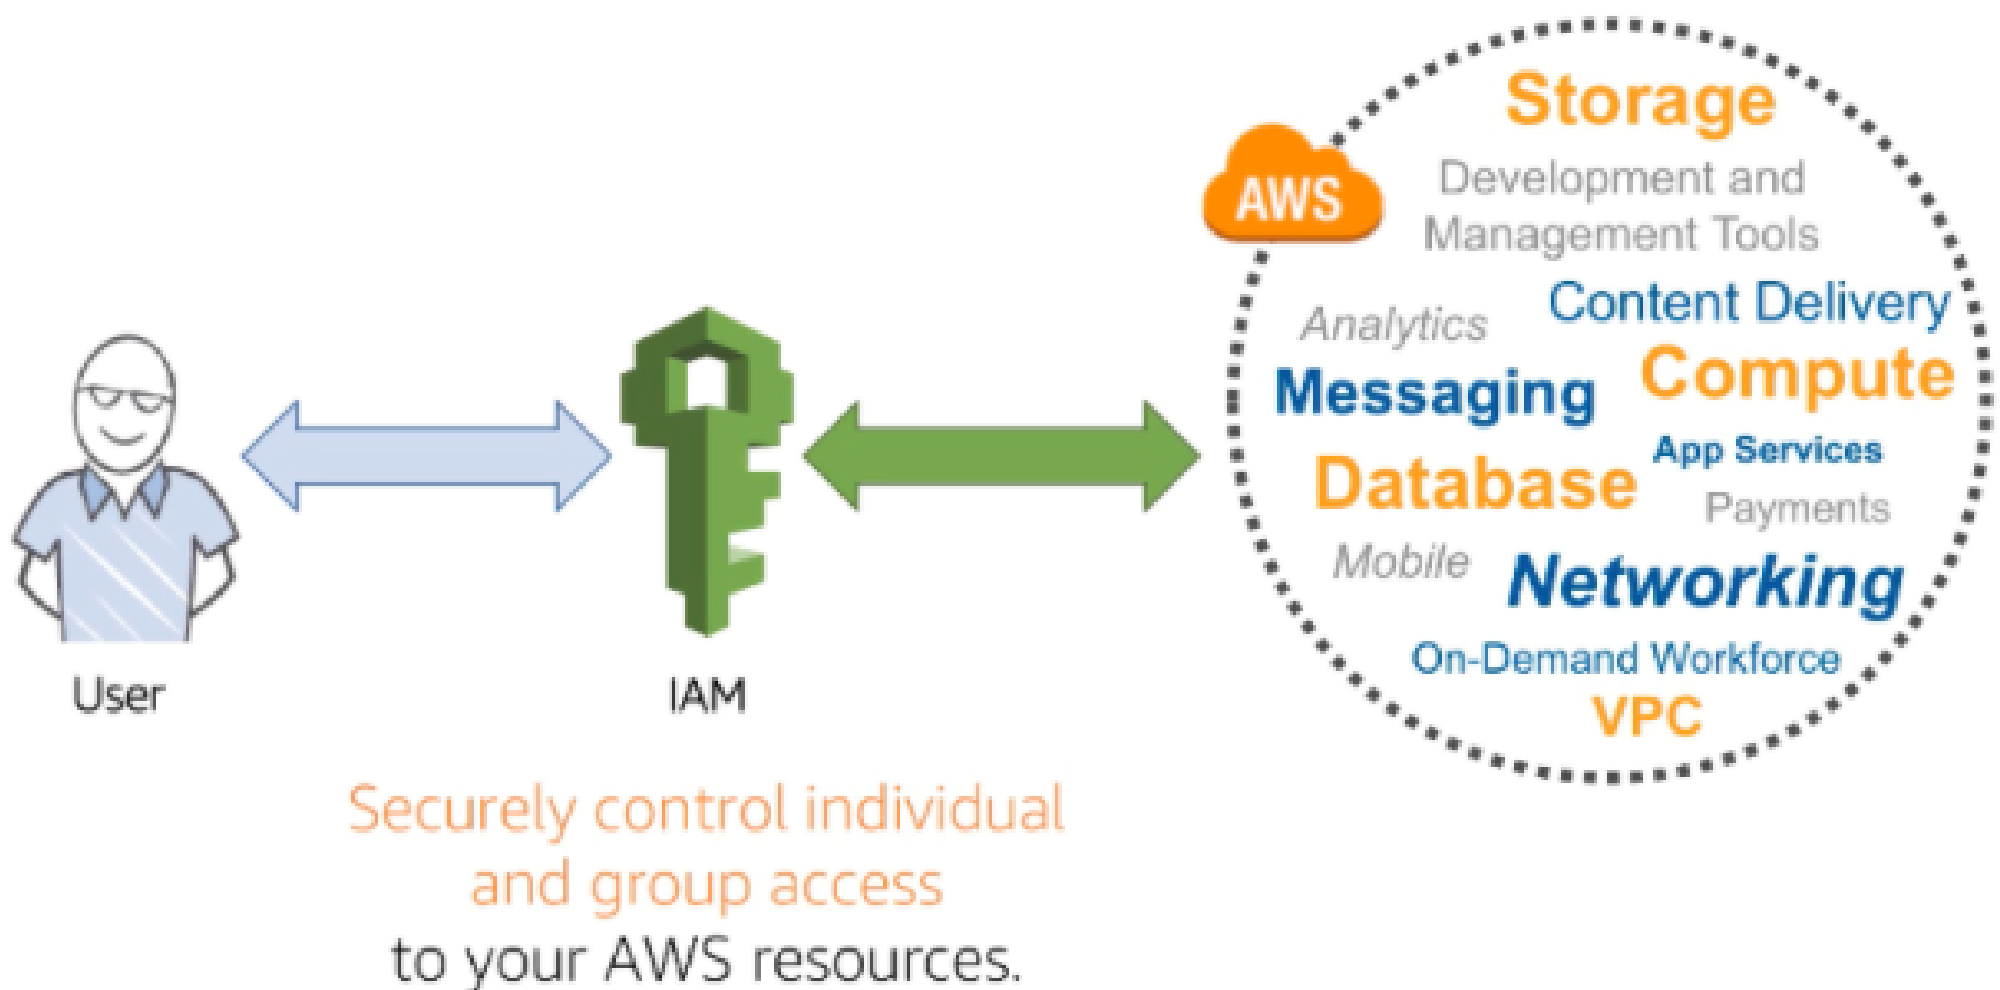 Storage
AWS
Development and
Management Tools
Content Delivery
Analytics
Compute
Messaging
App Services
Database
Payments
Mobile
Networking
On-Demand Workforce
VPC
User
IAM
Securely control individual
and group access
to your AWS resources.